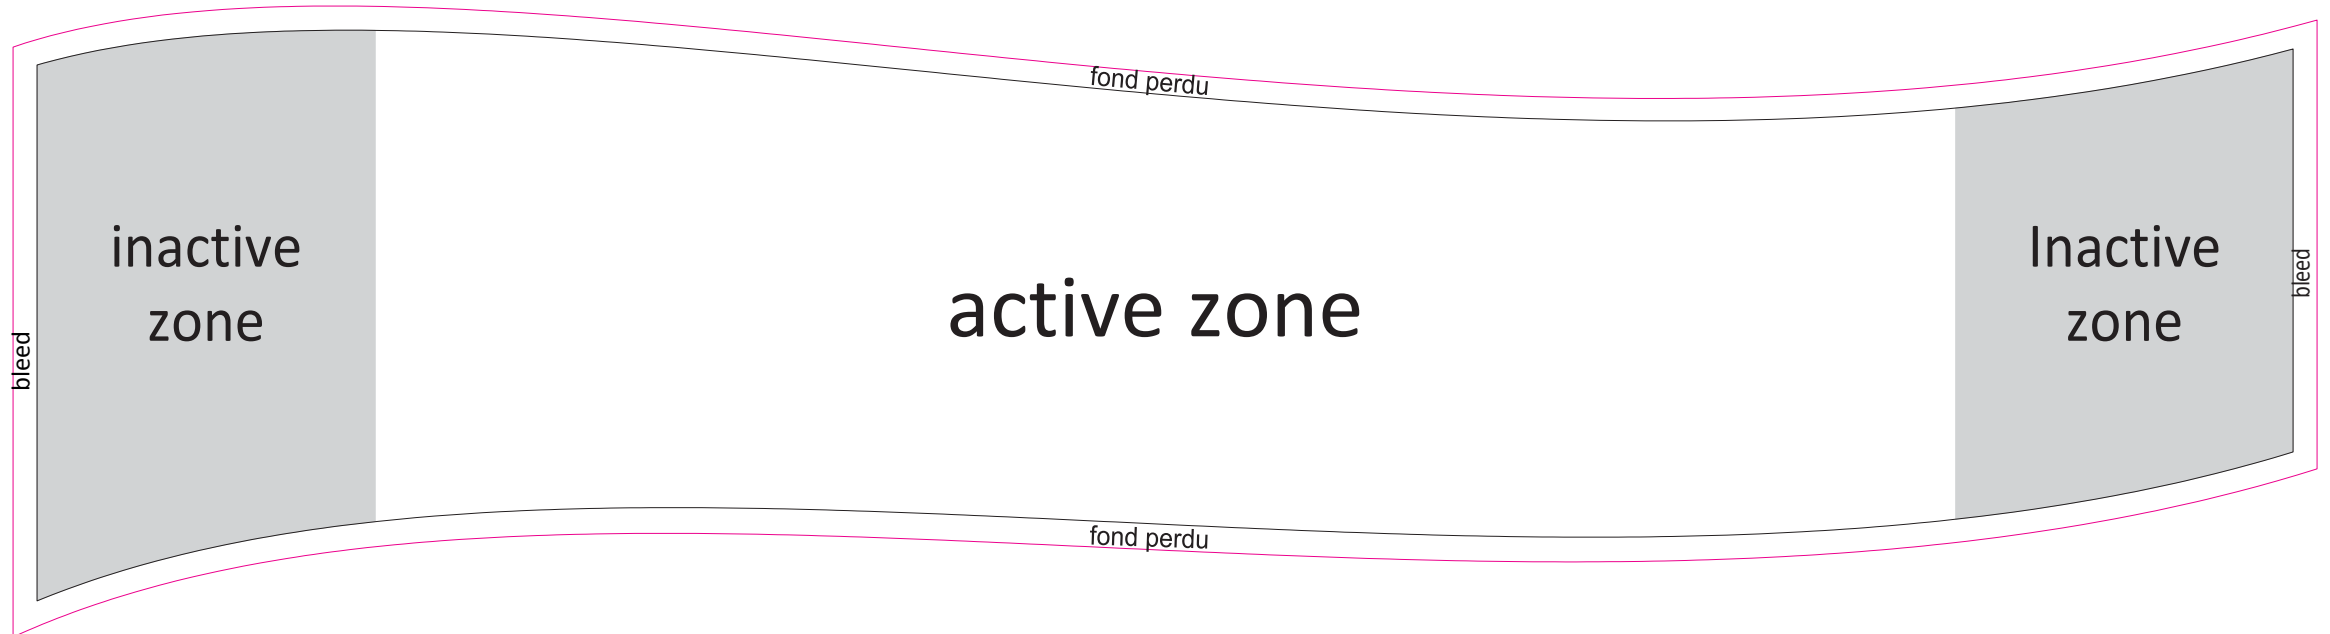 fond perdu
inactive
zone
active zone
Inactive
zone
bleed
bleed
fond perdu